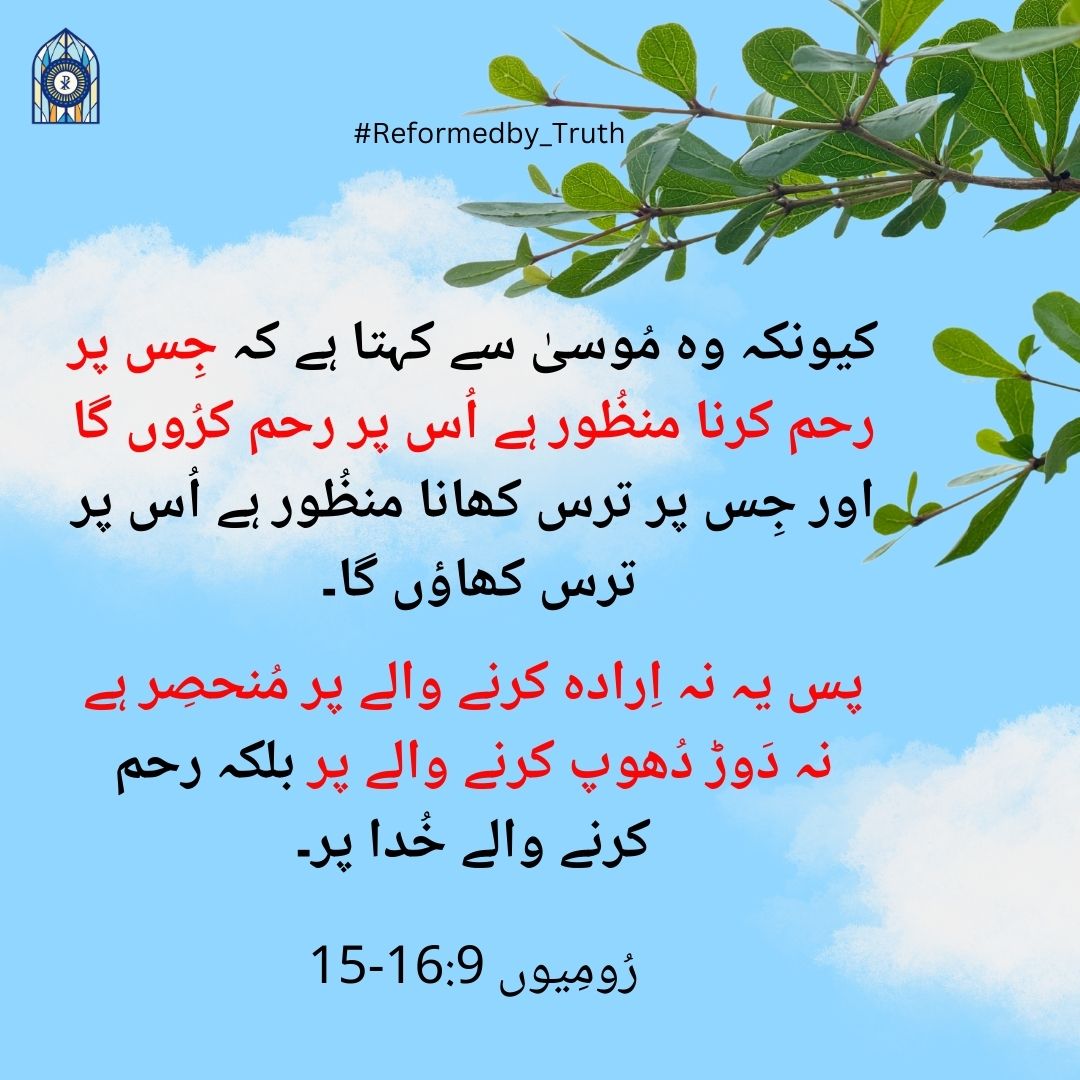 #Reformedby_Truth
کیونکہ وہ مُوسیٰ سے کہتا ہے کہ جِس پر
رحم کرنا منظُور ہے اُس پر رحم کرُوں گا
اور جِس پر ترس کھانا منظُور ہے اُس پر
ترس کھاؤں گا۔
پس یہ نہ اِرادہ کرنے والے پر مُنحصِر ہے
نہ دَوڑ دُھوپ کرنے والے پر بلکہ رحم
کرنے والے خُدا پر۔
رُومِیوں 9:16-15